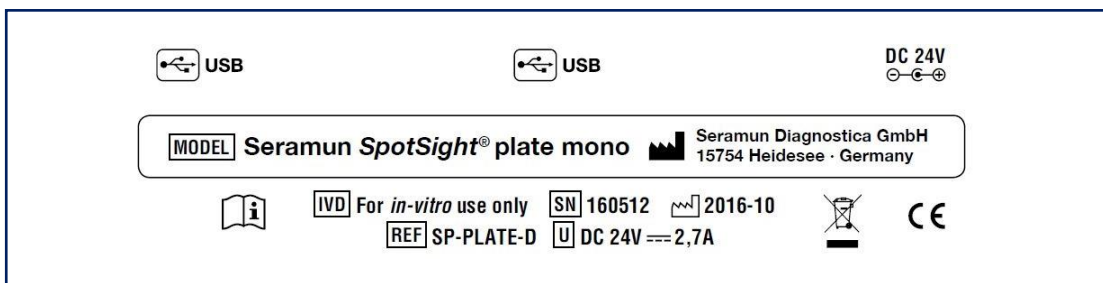 USB USB DC 24V
MODEL Seramun SpotSight® plate mono Seramun Diagnostica GmbH
15754 Heidesee · Germany
i IVD For in-vitro use only SN 160512 2016-10 CE
REF SP-PLATE-D U DC 24V 2,7A